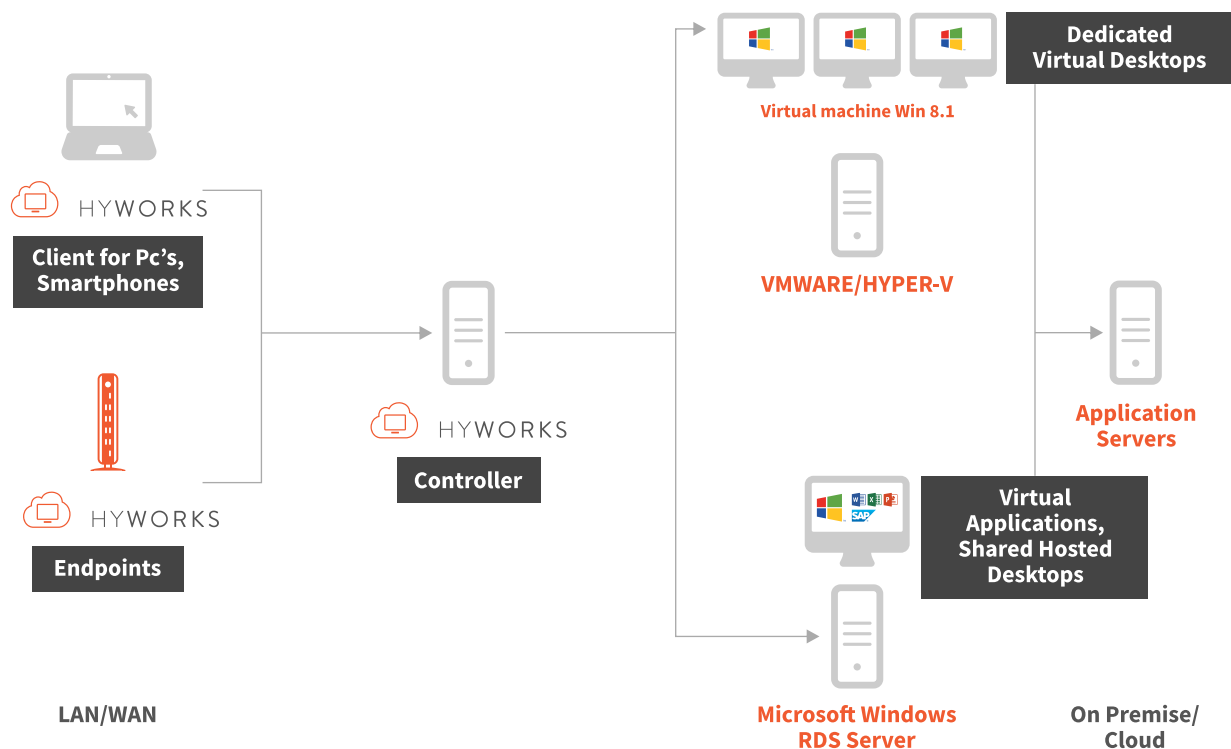 HYWORKS
Client for Pc's,
Smartphones
HYWORKS
Endpoints
LAN/WAN
HYWORKS
Controller
Dedicated
Virtual Desktops
Virtual machine Win 8.1
VMWARE/HYPER-V
Application
Servers
SAP
Virtual
Applications,
Shared Hosted
Desktops
Microsoft Windows
RDS Server
On Premise/
Cloud